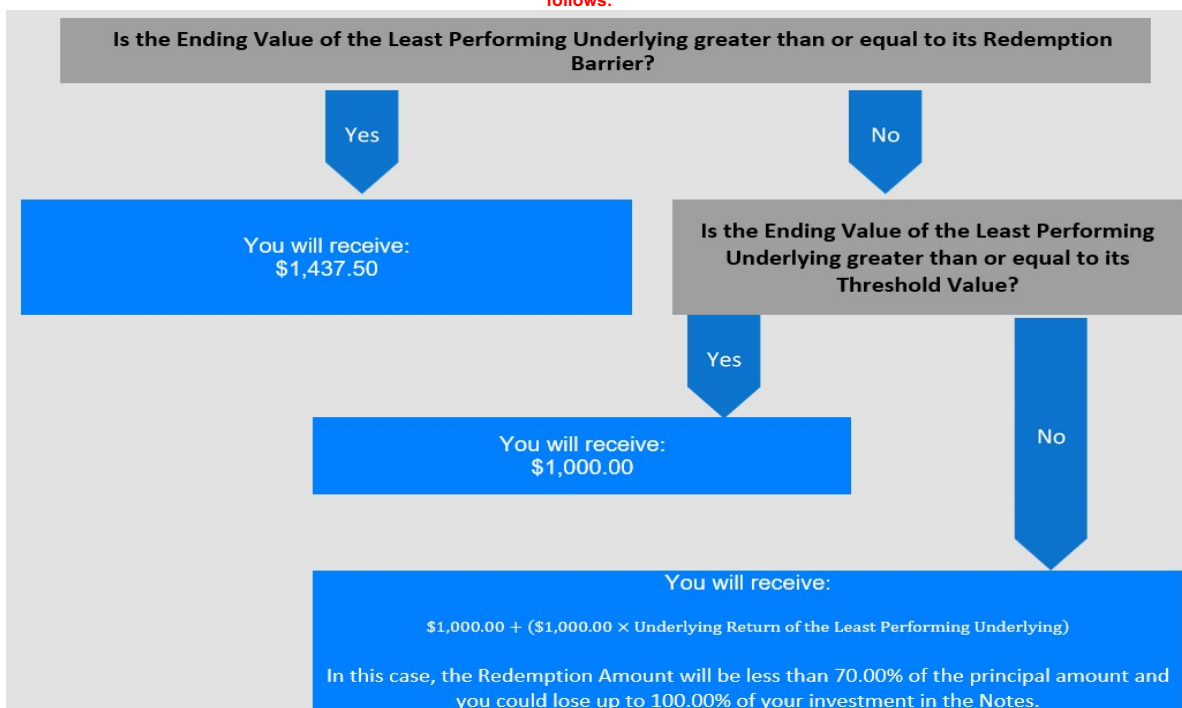 follows:
Is the Ending Value of the Least Performing Underlying greater than or equal to its Redemption
Barrier?
Yes
No
You will receive:
$1,437.50
Is the Ending Value of the Least Performing
Underlying greater than or equal to its
Threshold Value?
Yes
No
You will receive:
$1,000.00
You will receive:
$1,000.00 + ($1,000.00 × Underlying Return of the Least Performing Underlying)
In this case, the Redemption Amount will be less than 70.00% of the principal amount and
you could lose up to 100.00% of your investment in the Notes.